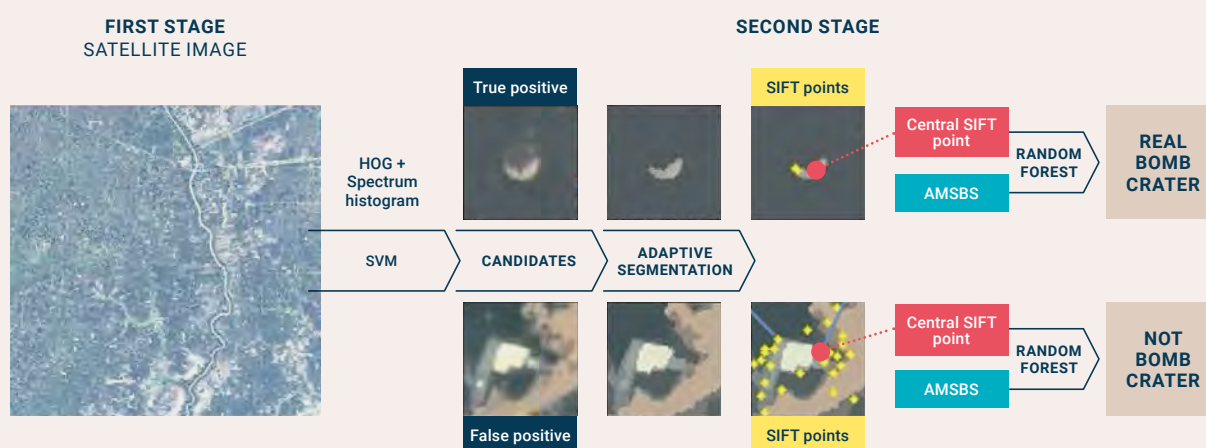 FIRST STAGE
SATELLITE IMAGE
SECOND STAGE
True positive
SIFT points
HOG +
Spectrum
histogram
Central SIFT
point
AMSBS
RANDOM
FOREST
REAL
BOMB
CRATER
SVM
CANDIDATES
ADAPTIVE
SEGMENTATION
Central SIFT
point
AMSBS
RANDOM
FOREST
NOT
BOMB
CRATER
False positive
SIFT points